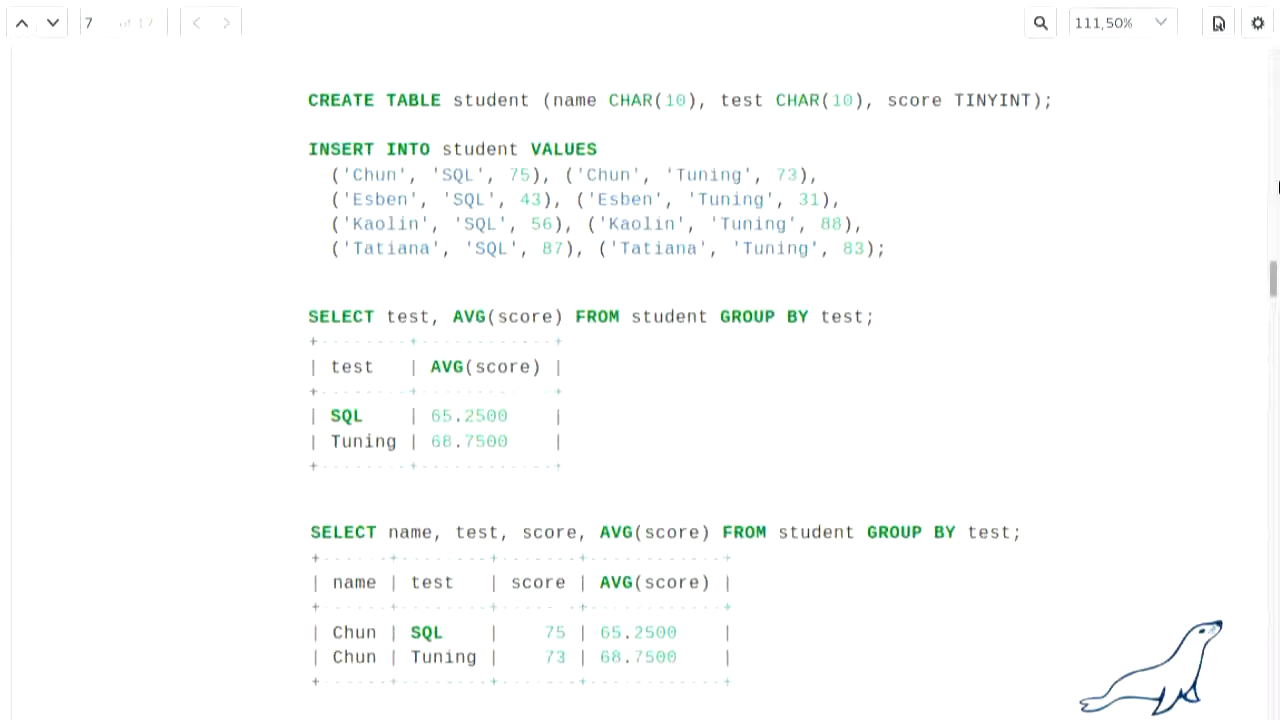 7 of 17 111,50%
CREATE TABLE student (name CHAR(10), test CHAR(10), score TINYINT);
INSERT INTO student VALUES
('Chun', 'SQL', 75), ('Chun', 'Tuning', 73),
('Esben', 'SQL', 43), ('Esben', 'Tuning', 31),
('Kaolin', 'SQL', 56), ('Kaolin', 'Tuning', 88),
('Tatiana', 'SQL', 87), ('Tatiana', 'Tuning', 83);
SELECT test, AVG(score) FROM student GROUP BY test;
+--------+------------+
| test | AVG(score) |
+--------+------------+
| SQL | 65.2500 |
| Tuning | 68.7500 |
+--------+------------+
SELECT name, test, score, AVG(score) FROM student GROUP BY test;
+------+--------+-------+------------+
| name | test | score | AVG(score) |
+------+--------+-------+------------+
| Chun | SQL | 75 | 65.2500 |
| Chun | Tuning | 73 | 68.7500 |
+------+--------+-------+------------+